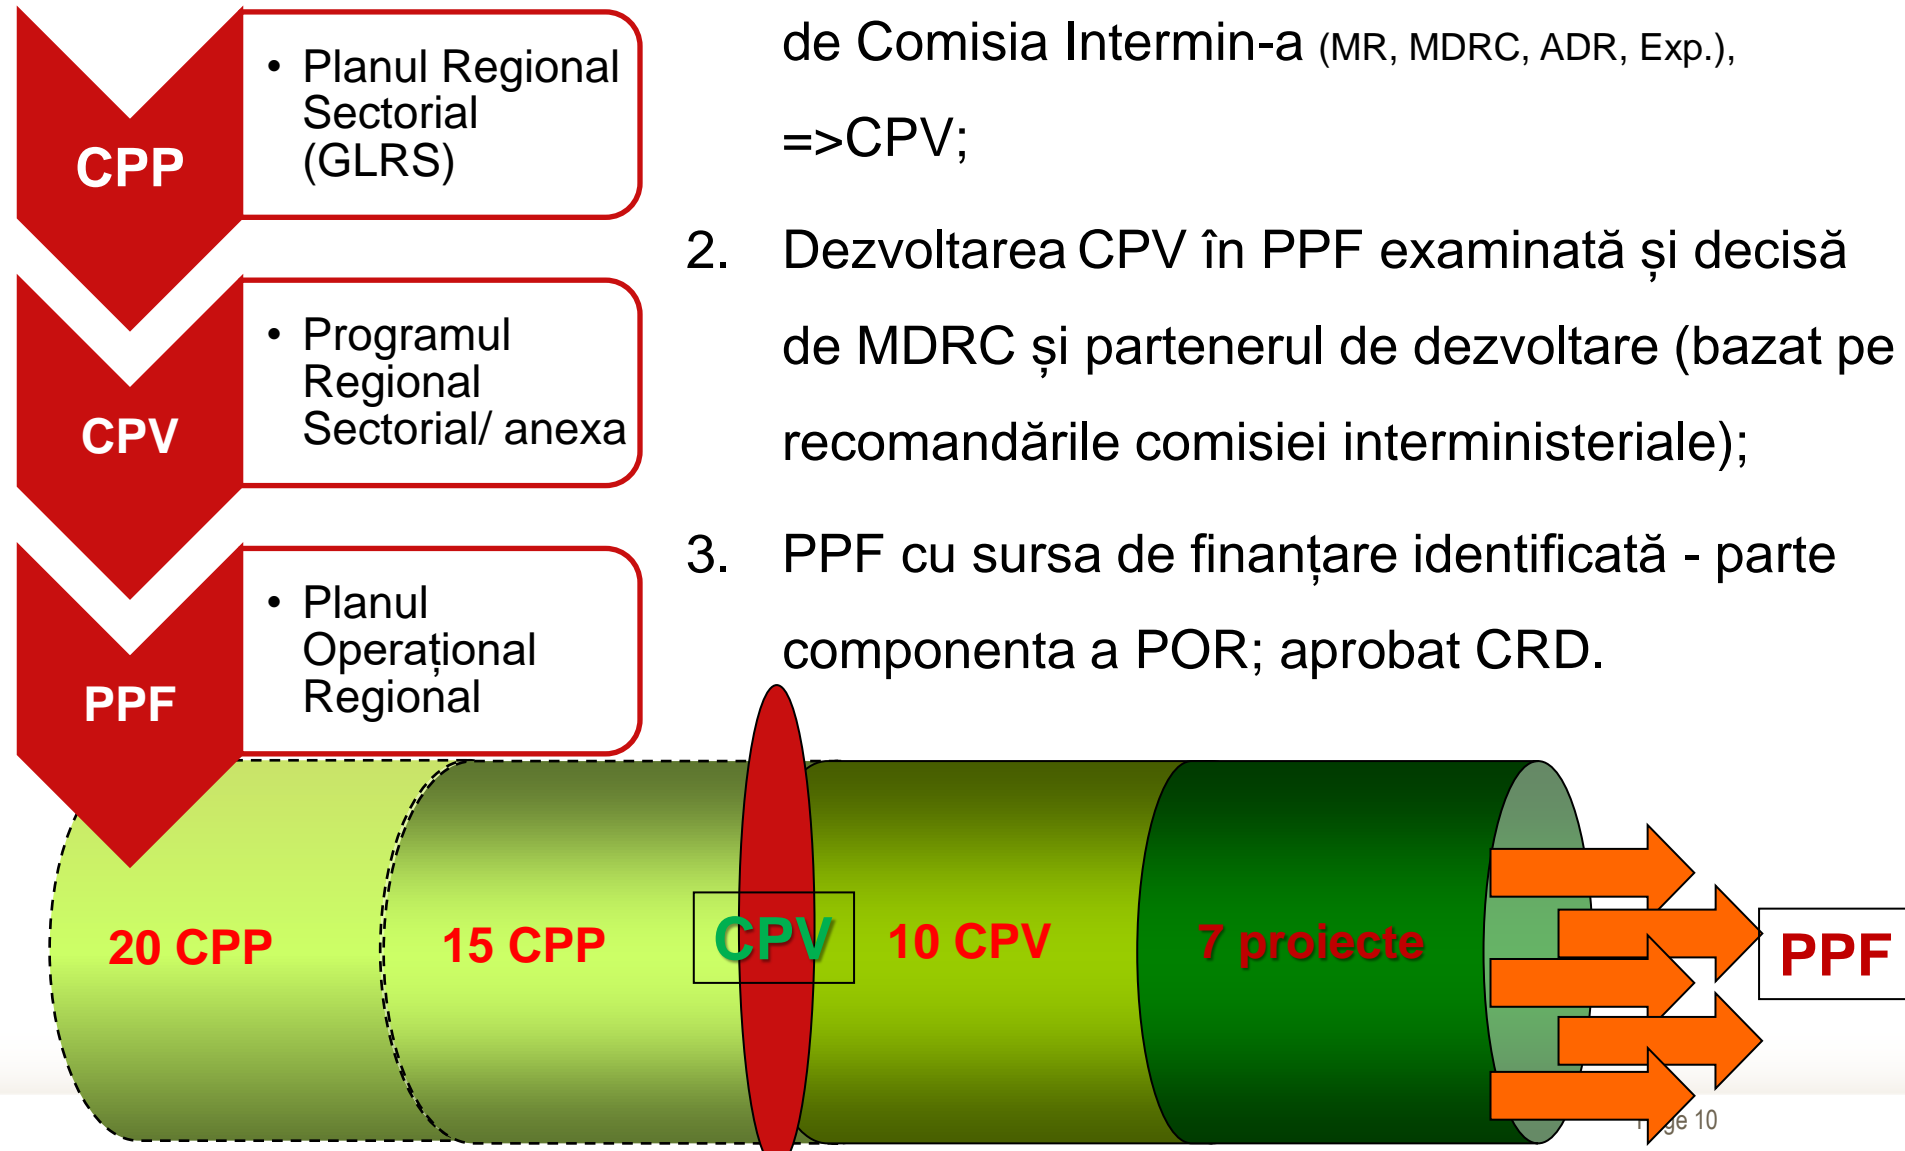 CPP
• Planul Regional
Sectorial
(GLRS)
CPV
• Programul
Regional
Sectorial/ anexa
PPF
• Planul
Operațional
Regional
de Comisia Intermin-a (MR, MDRC, ADR, Exp.),
=>CPV;
2. Dezvoltarea CPV în PPF examinată și decisă
de MDRC și partenerul de dezvoltare (bazat pe
recomandările comisiei interministeriale);
3. PPF cu sursa de finanțare identificată - parte
componenta a POR; aprobat CRD.
20 CPP
15 CPP
CPV
10 CPV
7 proiecte
PPF
10